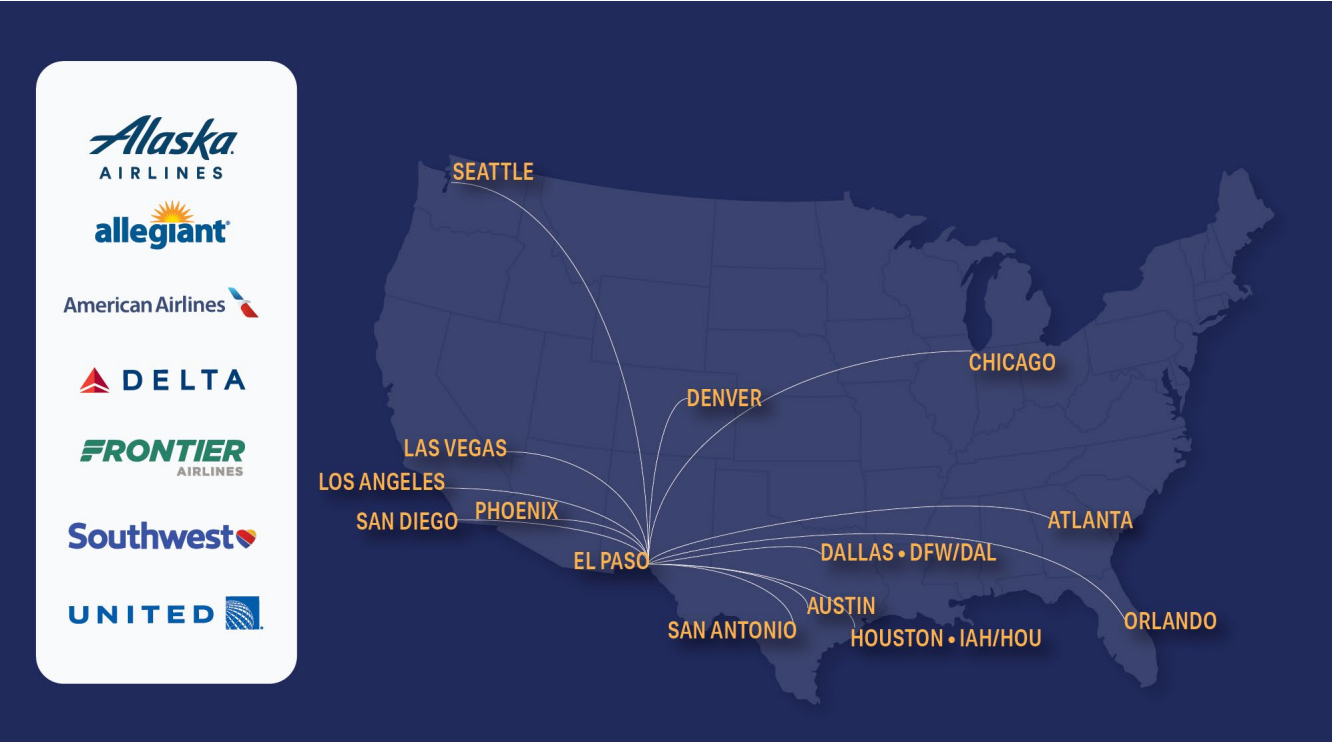 Alaska
AIRLINES
allegiant
American Airlines
DELTA
FRONTIER
AIRLINES
Southwest
UNITED
SEATTLE
CHICAGO
DENVER
LAS VEGAS
LOS ANGELES
PHOENIX
SAN DIEGO
ATLANTA
EL PASO
DALLAS • DFW/DAL
AUSTIN
ORLANDO
SAN ANTONIO
HOUSTON • IAH/HOU